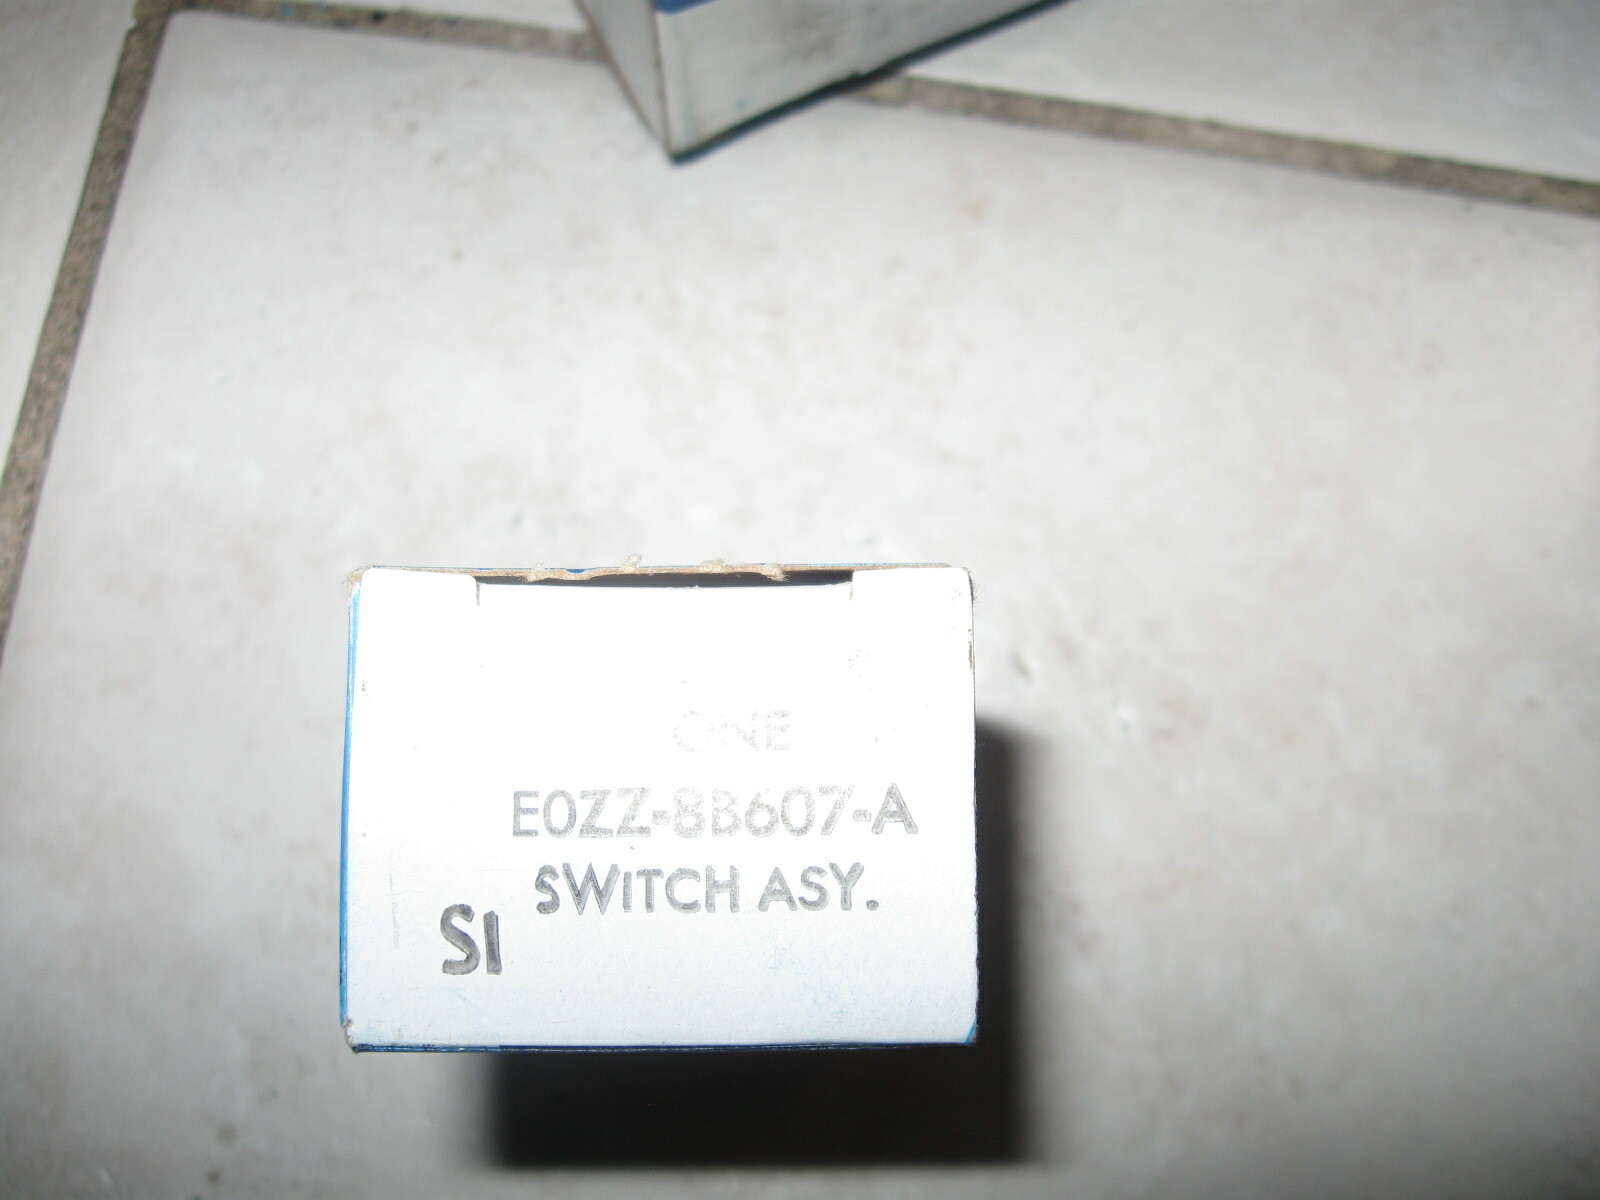 ONE
E0ZZ-8B607-A
SWITCH ASY.
SI